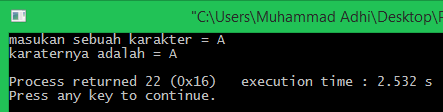 "C:\Users\Muhammad Adhi\Desktop\P
masukan sebuah karakter = A
karaternya adalah = A
Process returned 22 (0x16)   execution time : 2.532 s
Press any key to continue.